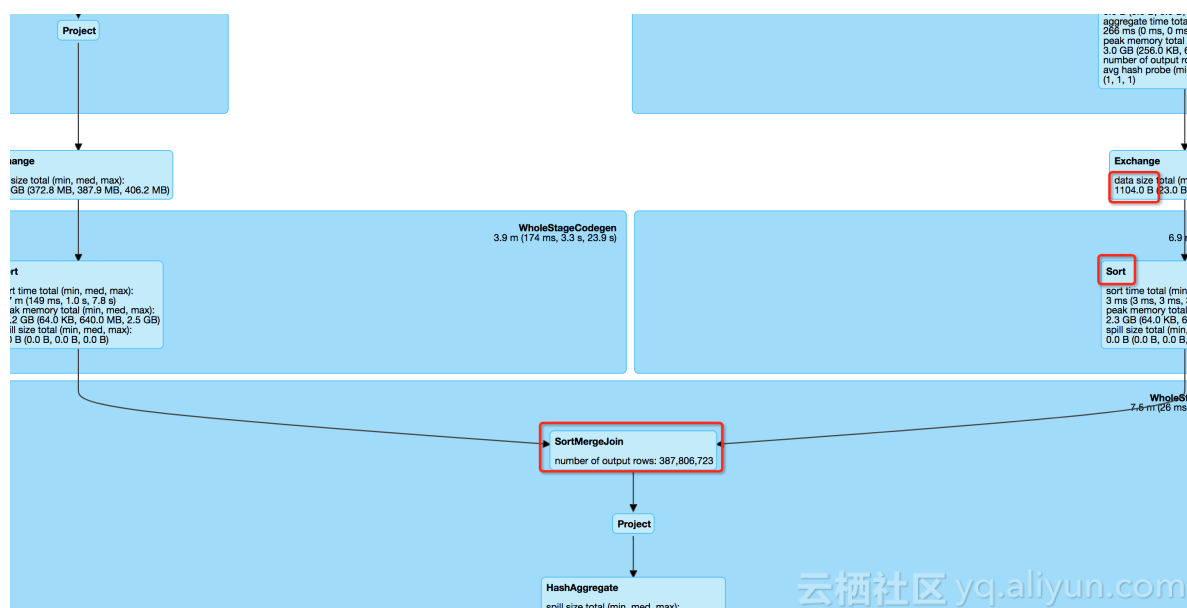 Project
aggregate time tota
266 ms (0 ms, 0 ms
peak memory total
3.0 GB (256.0 KB, 6
number of output ro
avg hash probe (mi
(1, 1, 1)
ange
size total (min, med, max):
GB (372.8 MB, 387.9 MB, 406.2 MB)
Exchange
data size total (m
1104.0 B (23.0 B
WholeStageCodegen
3.9 m (174 ms, 3.3 s, 23.9 s)
6.9
rt
rt time total (min, med, max):
m (149 ms, 1.0 s, 7.8 s)
ak memory total (min, med, max):
.2 GB (64.0 KB, 640.0 MB, 2.5 GB)
ill size total (min, med, max):
B (0.0 B, 0.0 B, 0.0 B)
Sort
sort time total (min
3 ms (3 ms, 3 ms,
peak memory total
2.3 GB (64.0 KB, 6
spill size total (min,
0.0 B (0.0 B, 0.0 B,
WholeSt
7.5 m (26 ms
SortMergeJoin
number of output rows: 387,806,723
Project
HashAggregate
spill size total (min, med, max):
云栖社区 yq.aliyun.com